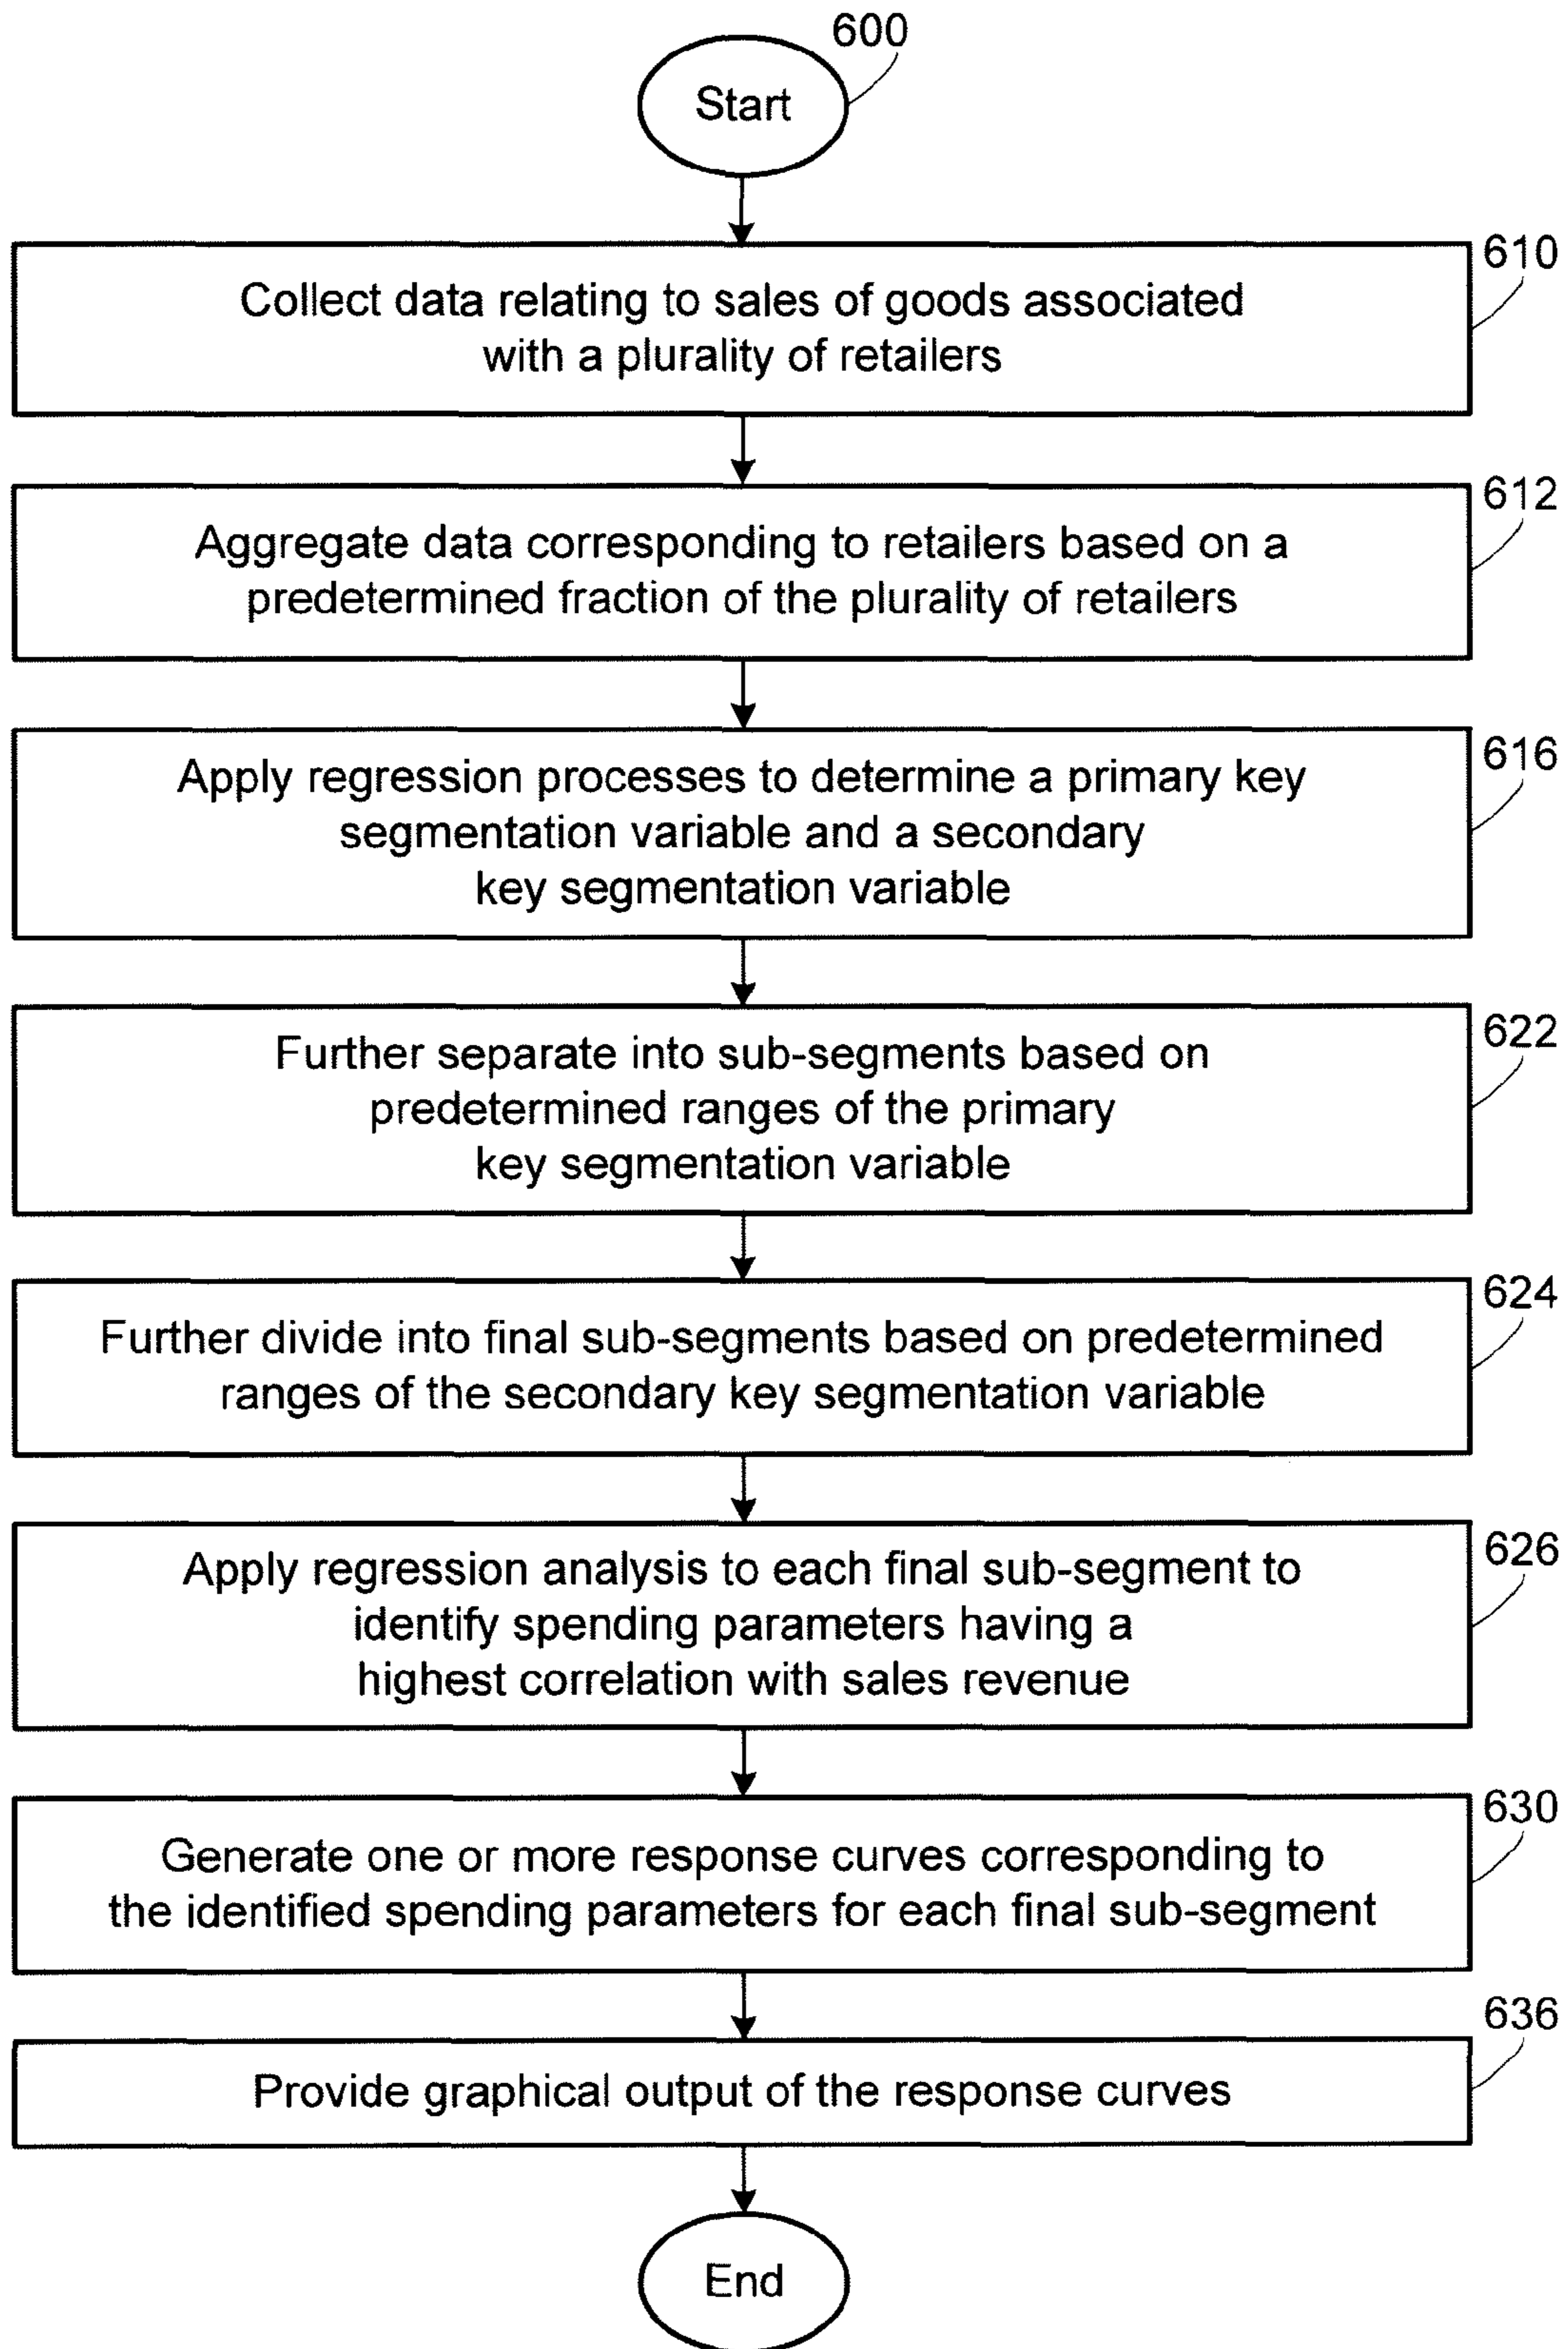 600
Start
610
Collect data relating to sales of goods associated
with a plurality of retailers
612
Aggregate data corresponding to retailers based on a
predetermined fraction of the plurality of retailers
616
Apply regression processes to determine a primary key
segmentation variable and a secondary
key segmentation variable
622
Further separate into sub-segments based on
predetermined ranges of the primary
key segmentation variable
624
Further divide into final sub-segments based on predetermined
ranges of the secondary key segmentation variable
626
Apply regression analysis to each final sub-segment to
identify spending parameters having a
highest correlation with sales revenue
630
Generate one or more response curves corresponding to
the identified spending parameters for each final sub-segment
636
Provide graphical output of the response curves
End